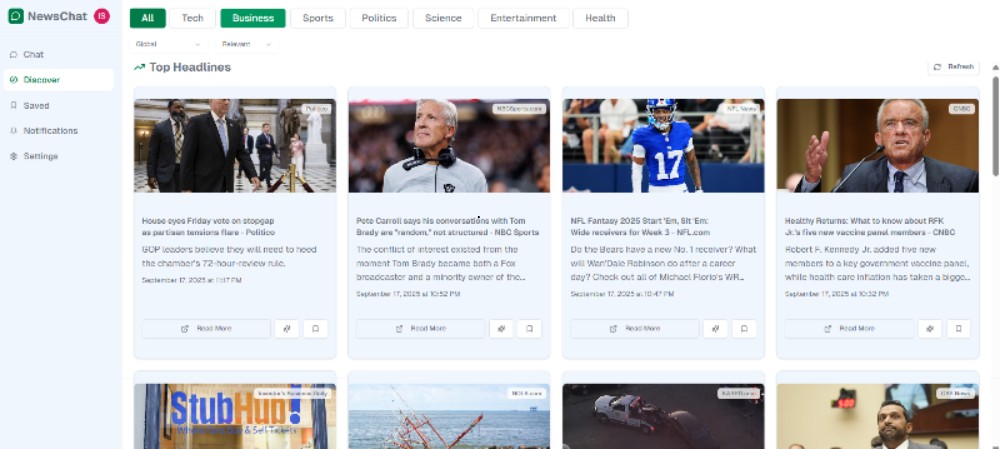 NewsChat IS
All Tech Business Sports Politics Science Entertainment Health
Chat
Discover
Saved
Notifications
Settings
Global Relevant
Top Headlines
Refresh
Politico
House eyes Friday vote on stopgap
as partisan tensions flare - Politico
GOP leaders believe they will need to heed
the chamber's 72-hour-review rule.
September 17, 2025 at 11:17 PM
Read More
NBCSports.com
Pete Carroll says his conversations with Tom
Brady are "random," not structured - NBC Sports
The conflict of interest existed from the
moment Tom Brady became both a Fox
broadcaster and a minority owner of the...
September 17, 2025 at 10:52 PM
Read More
NFL News
17
NFL Fantasy 2025 Start 'Em, Sit 'Em:
Wide receivers for Week 3 - NFL.com
Do the Bears have a new No. 1 receiver? What
will Wan'Dale Robinson do after a career
day? Check out all of Michael Florio's WR...
September 17, 2025 at 10:47 PM
Read More
CNBC
Healthy Returns: What to know about RFK
Jr.'s five new vaccine panel members - CNBC
Robert F. Kennedy Jr. added five new
members to a key government vaccine panel,
while health care inflation has taken a bigge...
September 17, 2025 at 10:32 PM
Read More
Investor's Business Daily
StubHub!
Tickets
CBS News